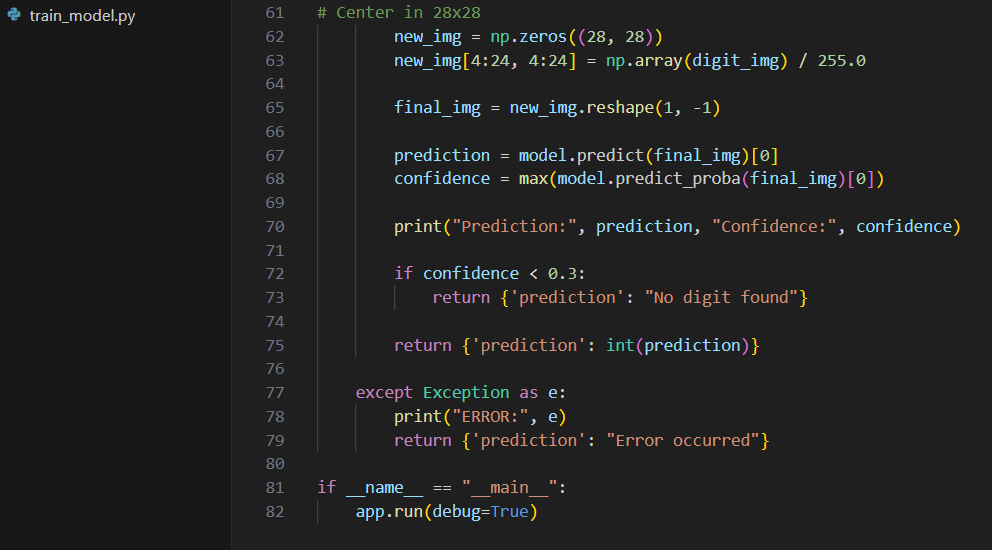 train_model.py
61 # Center in 28x28
62 new_img = np.zeros((28, 28))
63 new_img[4:24, 4:24] = np.array(digit_img) / 255.0
64
65 final_img = new_img.reshape(1, -1)
66
67 prediction = model.predict(final_img)[0]
68 confidence = max(model.predict_proba(final_img)[0])
69
70 print("Prediction:", prediction, "Confidence:", confidence)
71
72 if confidence < 0.3:
73 return {'prediction': "No digit found"}
74
75 return {'prediction': int(prediction)}
76
77 except Exception as e:
78 print("ERROR:", e)
79 return {'prediction': "Error occurred"}
80
81 if __name__ == "__main__":
82 app.run(debug=True)